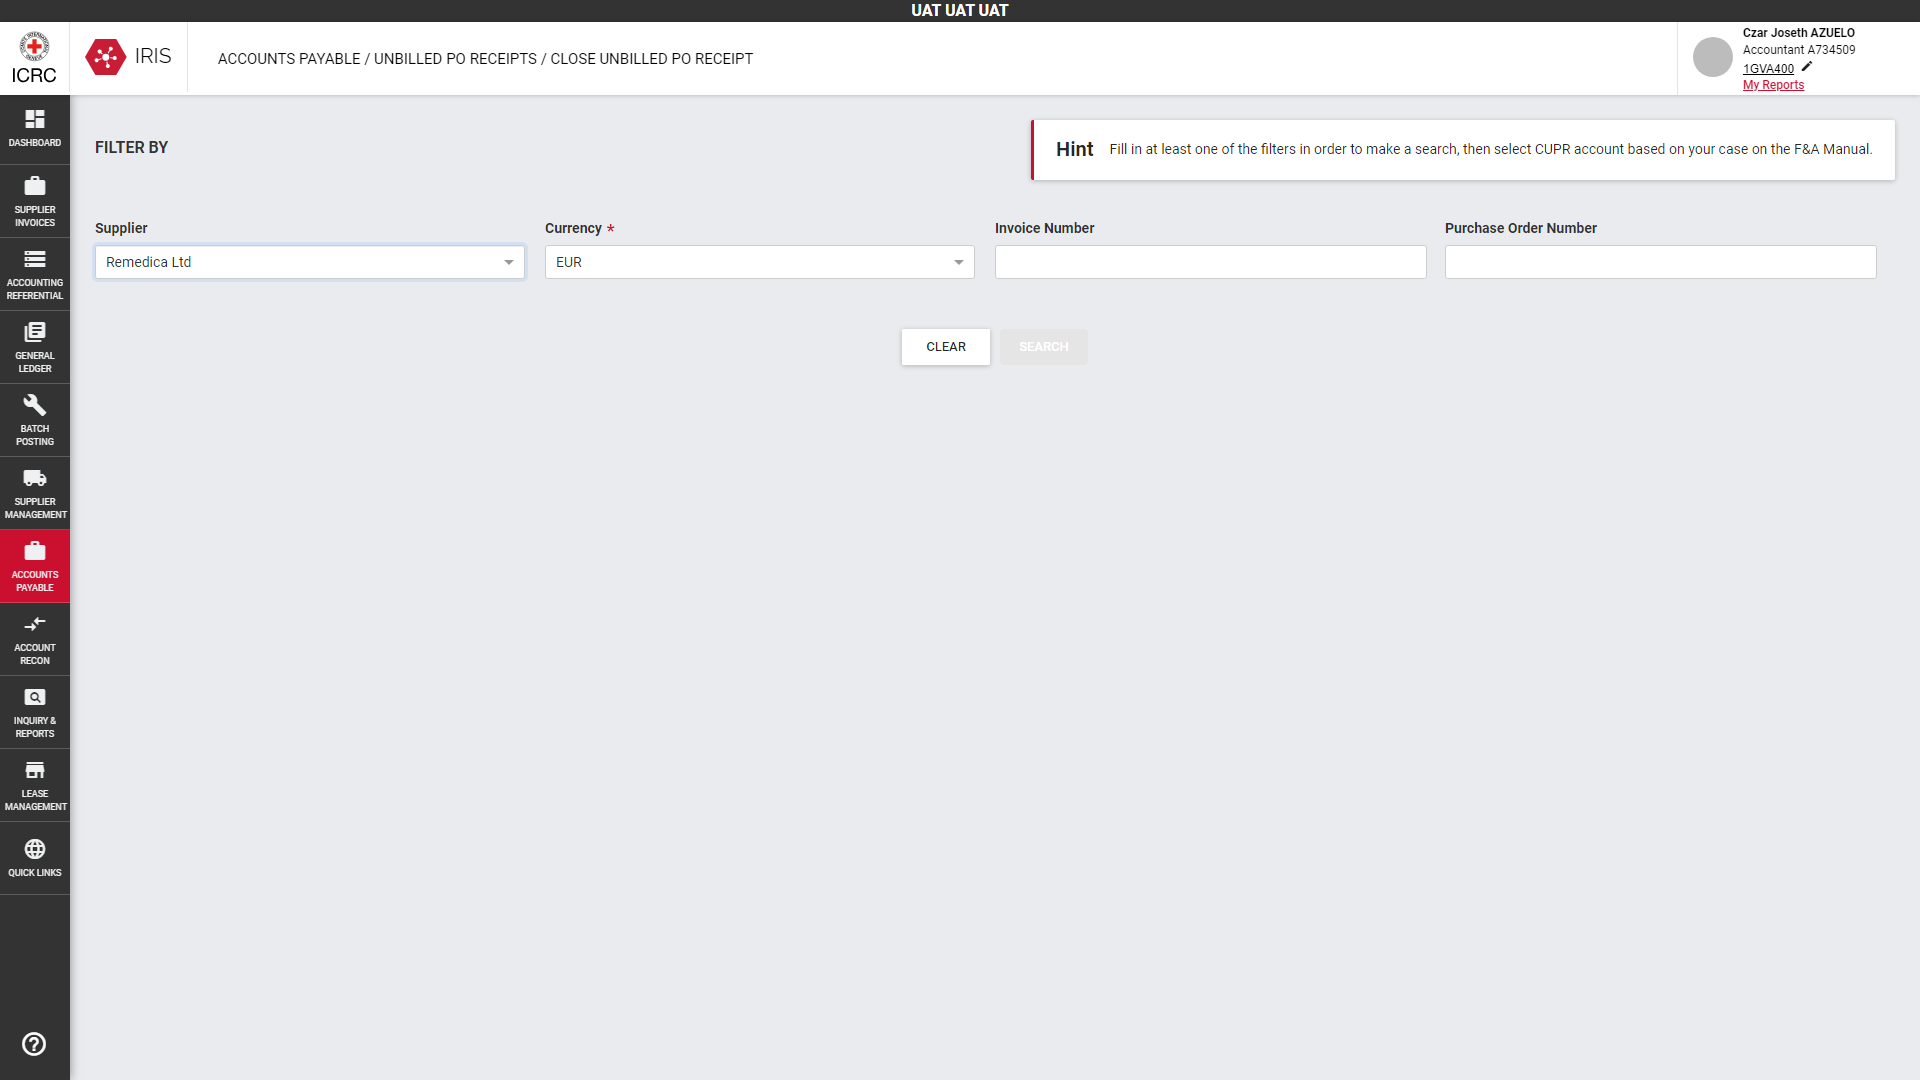 UAT UAT UAT
ICRC
IRIS
ACCOUNTS PAYABLE / UNBILLED PO RECEIPTS / CLOSE UNBILLED PO RECEIPT
Czar Joseth AZUELO
Accountant A734509
1GVA400
My Reports
DASHBOARD
SUPPLIER
INVOICES
ACCOUNTING
REFERENTIAL
GENERAL
LEDGER
BATCH
POSTING
SUPPLIER
MANAGEMENT
ACCOUNTS
PAYABLE
ACCOUNT
RECON
INQUIRY &
REPORTS
LEASE
MANAGEMENT
QUICK LINKS
FILTER BY
Hint Fill in at least one of the filters in order to make a search, then select CUPR account based on your case on the F&A Manual.
Supplier
Remedica Ltd
Currency *
EUR
Invoice Number
Purchase Order Number
CLEAR
SEARCH